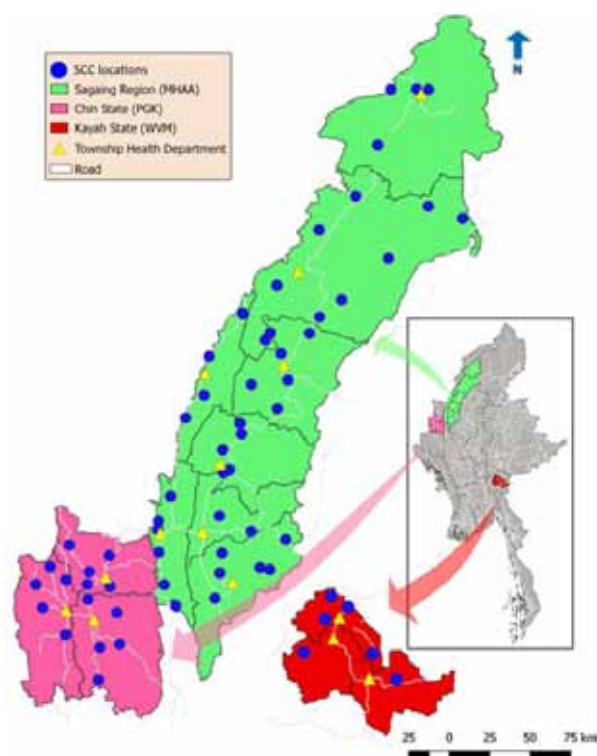 N
SCC locations
Sagaing Region (MHAA)
Chin State (PGK)
Kayah State (WVM)
Township Health Department
Road
25 0 25 50 75 km